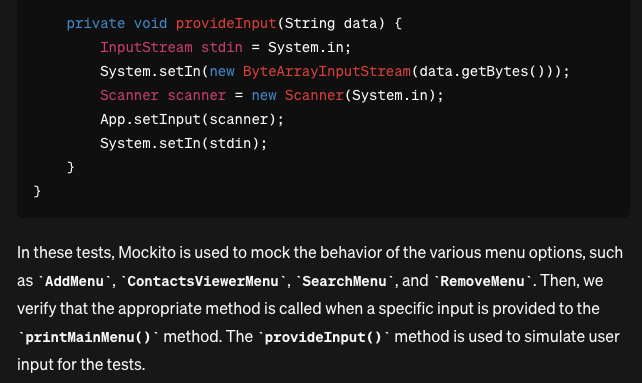 private void provideInput(String data) {
InputStream stdin = System.in;
System.setIn(new ByteArrayInputStream(data.getBytes()));
Scanner scanner = new Scanner(System.in);
App.setInput(scanner);
System.setIn(stdin);
}
}
In these tests, Mockito is used to mock the behavior of the various menu options, such
as `AddMenu`, `ContactsViewerMenu`, `SearchMenu`, and `RemoveMenu`. Then, we
verify that the appropriate method is called when a specific input is provided to the
`printMainMenu()` method. The `provideInput()` method is used to simulate user
input for the tests.